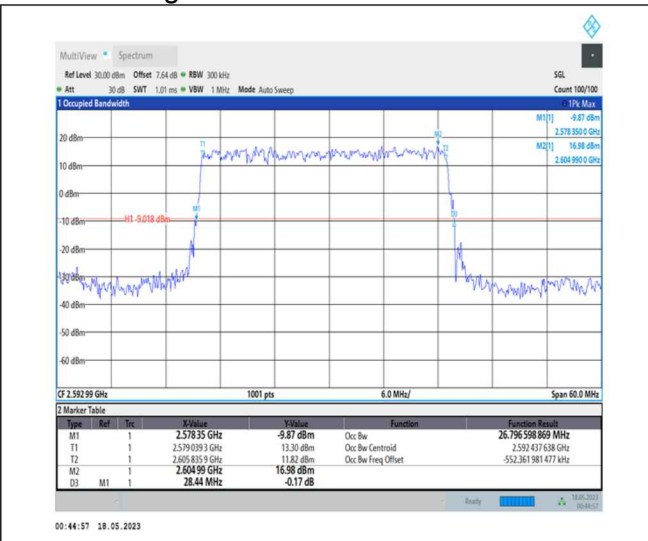 MultiView Spectrum
Ref Level 30.00 dBm Offset 7.64 dB RBW 300 kHz SGL
Att 30 dB SWT 1.01 ms VBW 1 MHz Mode Auto Sweep Count 100/100
1 Occupied Bandwidth 1Pk Max
M1[1] -9.87 dBm
2.578 350 0 GHz
M2[1] 16.98 dBm
2.604 990 0 GHz
M2
20 dBm
T1
T2
10 dBm
0 dBm
M1
H1 -9.018 dBm
D3
-10 dBm
-20 dBm
-30 dBm
-40 dBm
-50 dBm
-60 dBm
CF 2.592 99 GHz 1001 pts 6.0 MHz/ Span 60.0 MHz
2 Marker Table
Type Ref Trc X-Value Y-Value Function Function Result
M1 1 2.578 35 GHz -9.87 dBm Occ Bw 26.796 598 869 MHz
T1 1 2.579 039 3 GHz 13.30 dBm Occ Bw Centroid 2.592 437 638 GHz
T2 1 2.605 835 9 GHz 11.82 dBm Occ Bw Freq Offset -552.361 981 477 kHz
M2 1 2.604 99 GHz 16.98 dBm
D3 M1 1 28.44 MHz -0.17 dB
Ready 18.05.2023
00:44:57
00:44:57 18.05.2023